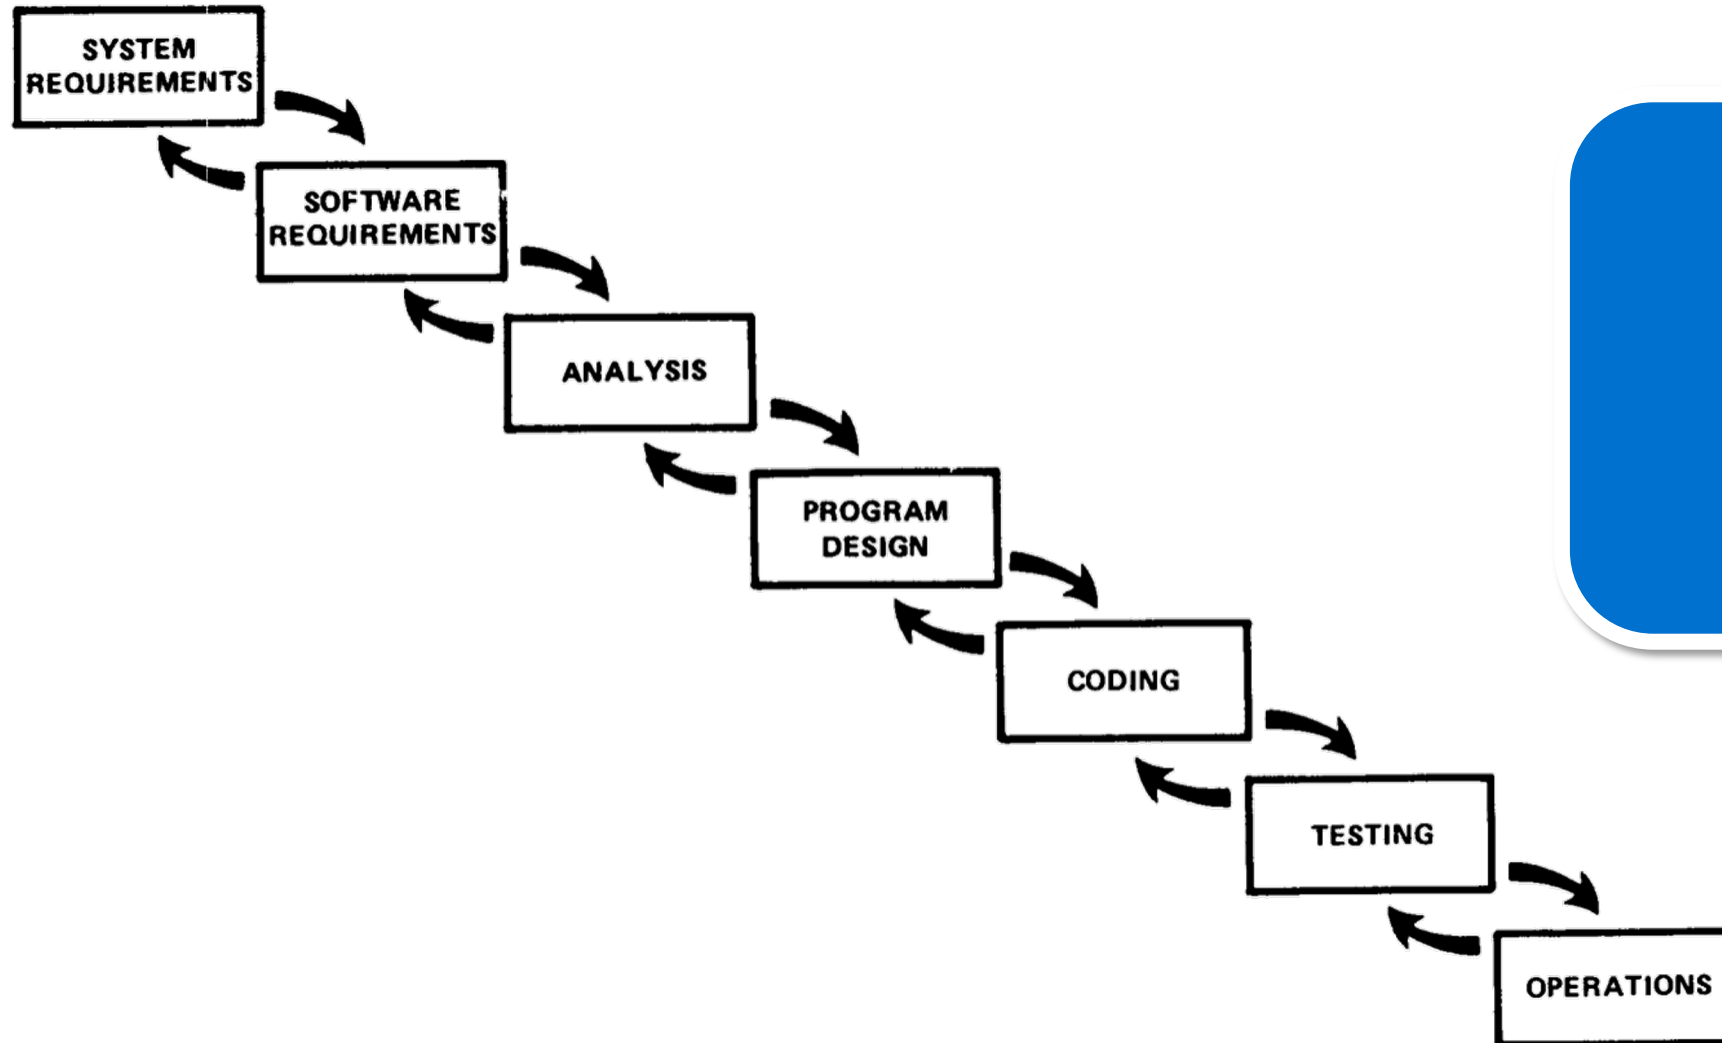 SYSTEM
REQUIREMENTS
SOFTWARE
REQUIREMENTS
ANALYSIS
PROGRAM
DESIGN
CODING
TESTING
OPERATIONS